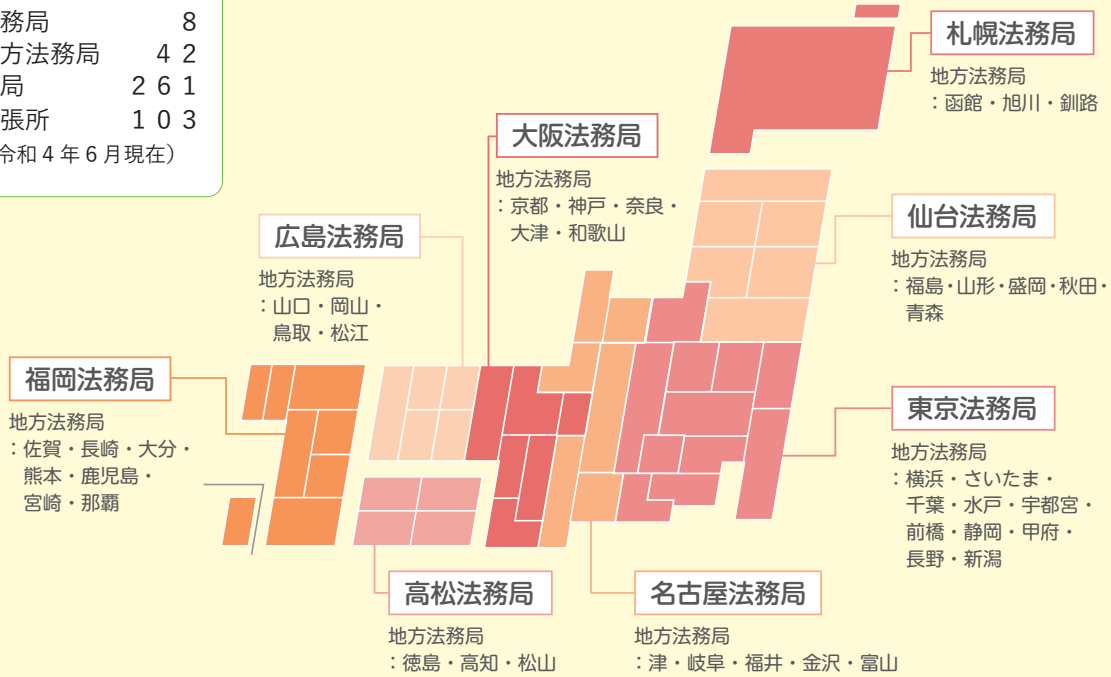 務局 8
方法務局 42
局 261
張所 103
令和4年6月現在）
札幌法務局
地方法務局
：函館・旭川・釧路
大阪法務局
地方法務局
：京都・神戸・奈良・
大津・和歌山
仙台法務局
地方法務局
：福島・山形・盛岡・秋田・
青森
広島法務局
地方法務局
：山口・岡山・
鳥取・松江
福岡法務局
地方法務局
：佐賀・長崎・大分・
熊本・鹿児島・
宮崎・那覇
東京法務局
地方法務局
：横浜・さいたま・
千葉・水戸・宇都宮・
前橋・静岡・甲府・
長野・新潟
高松法務局
地方法務局
：徳島・高知・松山
名古屋法務局
地方法務局
：津・岐阜・福井・金沢・富山